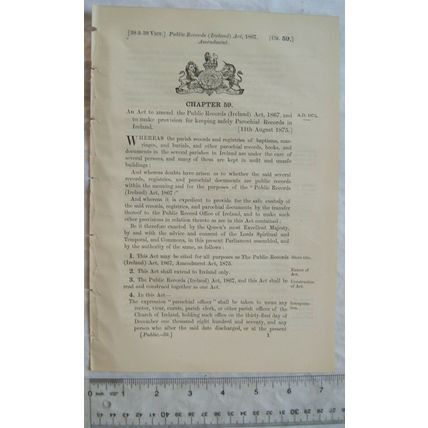 [38 & 39 VICT.] Public Records (Ireland) Act, 1867, [CH. 59.]
Amendment.
CHAPTER 59.
An Act to amend the Public Records (Ireland) Act, 1867, and A.D. 1875.
to make provision for keeping safely Parochial Records in
Ireland. [11th August 1875.]
WHEREAS the parish records and registries of baptisms, mar-
riages, and burials, and other parochial records, books, and
documents in the several parishes in Ireland are under the care of
several persons, and many of them are kept in unfit and unsafe
buildings:
And whereas doubts have arisen as to whether the said several
records, registries, and parochial documents are public records
within the meaning and for the purposes of the "Public Records
(Ireland) Act, 1867:"
And whereas it is expedient to provide for the safe custody of
the said records, registries, and parochial documents by the transfer
thereof to the Public Record Office of Ireland, and to make such
other provisions in relation thereto as are in this Act contained:
Be it therefore enacted by the Queen's most Excellent Majesty,
by and with the advice and consent of the Lords Spiritual and
Temporal, and Commons, in this present Parliament assembled, and
by the authority of the same, as follows:
1. This Act may be cited for all purposes as The Public Records Short title.
(Ireland) Act, 1867, Amendment Act, 1875.
2. This Act shall extend to Ireland only. Extent of
Act.
3. The Public Records (Ireland) Act, 1867, and this Act shall be Construction
read and construed together as one Act. of Act.
4. In this Act—
The expression "parochial officer" shall be taken to mean any Interpreta-
rector, vicar, curate, parish clerk, or other parish officer of the tion.
Church of Ireland, holding such office on the thirty-first day of
December one thousand eight hundred and seventy, and any
person who after the said date discharged, or at the present
[Public.-59.] 1
0 1 2 3 4 5 6 7